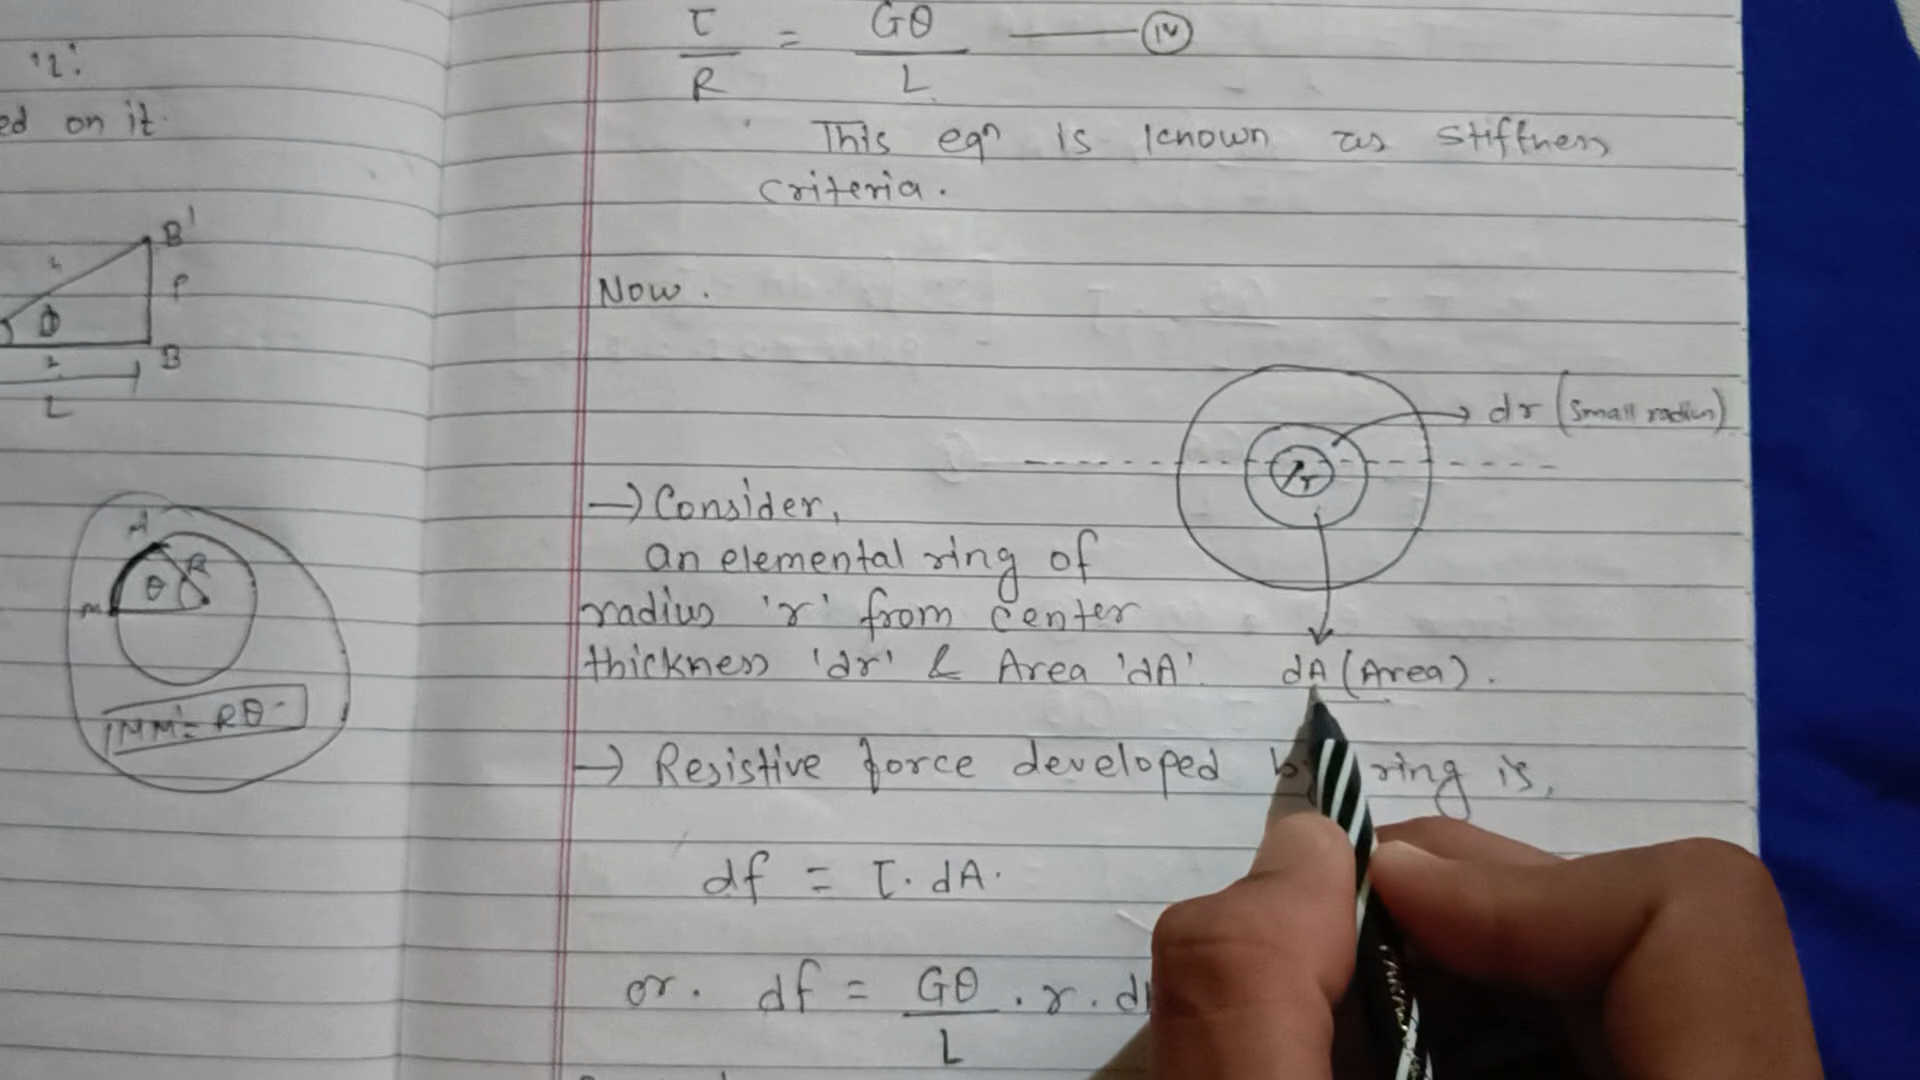 '2'.
ed on it.
B'
P
Φ
B
L
θ R
M
MM' = Rθ
τ/R = Gθ/L —— (IV)
This eqn is known as stiffness
criteria.
Now.
dr (small radius)
r
→ Consider,
an elemental ring of
radius 'r' from center
thickness 'dr' & Area 'dA'. dA (Area).
→ Resistive force developed ring is,
df = τ. dA.
or. df = Gθ/L . r. d